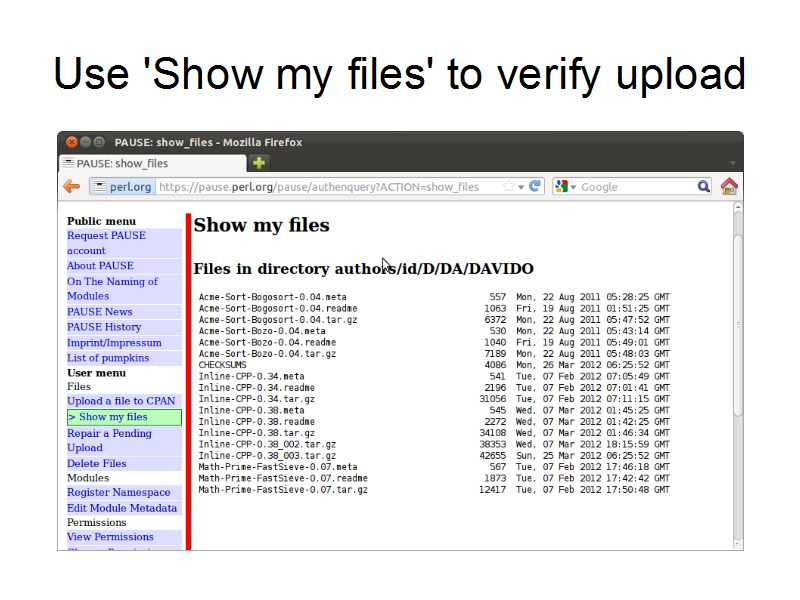 Use 'Show my files' to verify upload
PAUSE: show_files - Mozilla Firefox
PAUSE: show_files
perl.org https://pause.perl.org/pause/authenquery?ACTION=show_files Google
Public menu
Request PAUSE
account
About PAUSE
On The Naming of
Modules
PAUSE News
PAUSE History
Imprint/Impressum
List of pumpkins
User menu
Files
Upload a file to CPAN
> Show my files
Repair a Pending
Upload
Delete Files
Modules
Register Namespace
Edit Module Metadata
Permissions
View Permissions
Show my files
Files in directory authors/id/D/DA/DAVIDO
Acme-Sort-Bogosort-0.04.meta 557 Mon, 22 Aug 2011 05:28:25 GMT
Acme-Sort-Bogosort-0.04.readme 1063 Fri, 19 Aug 2011 01:51:25 GMT
Acme-Sort-Bogosort-0.04.tar.gz 6372 Mon, 22 Aug 2011 05:47:52 GMT
Acme-Sort-Bozo-0.04.meta 530 Mon, 22 Aug 2011 05:43:14 GMT
Acme-Sort-Bozo-0.04.readme 1040 Fri, 19 Aug 2011 05:49:01 GMT
Acme-Sort-Bozo-0.04.tar.gz 7189 Mon, 22 Aug 2011 05:48:03 GMT
CHECKSUMS 4086 Mon, 26 Mar 2012 06:25:52 GMT
Inline-CPP-0.34.meta 541 Tue, 07 Feb 2012 07:05:49 GMT
Inline-CPP-0.34.readme 2196 Tue, 07 Feb 2012 07:01:41 GMT
Inline-CPP-0.34.tar.gz 31056 Tue, 07 Feb 2012 07:11:15 GMT
Inline-CPP-0.38.meta 545 Wed, 07 Mar 2012 01:45:25 GMT
Inline-CPP-0.38.readme 2272 Wed, 07 Mar 2012 01:42:25 GMT
Inline-CPP-0.38.tar.gz 34108 Wed, 07 Mar 2012 01:46:34 GMT
Inline-CPP-0.38_002.tar.gz 38353 Wed, 07 Mar 2012 18:15:59 GMT
Inline-CPP-0.38_003.tar.gz 42655 Sun, 25 Mar 2012 06:25:52 GMT
Math-Prime-FastSieve-0.07.meta 567 Tue, 07 Feb 2012 17:46:18 GMT
Math-Prime-FastSieve-0.07.readme 1873 Tue, 07 Feb 2012 17:42:42 GMT
Math-Prime-FastSieve-0.07.tar.gz 12417 Tue, 07 Feb 2012 17:50:48 GMT